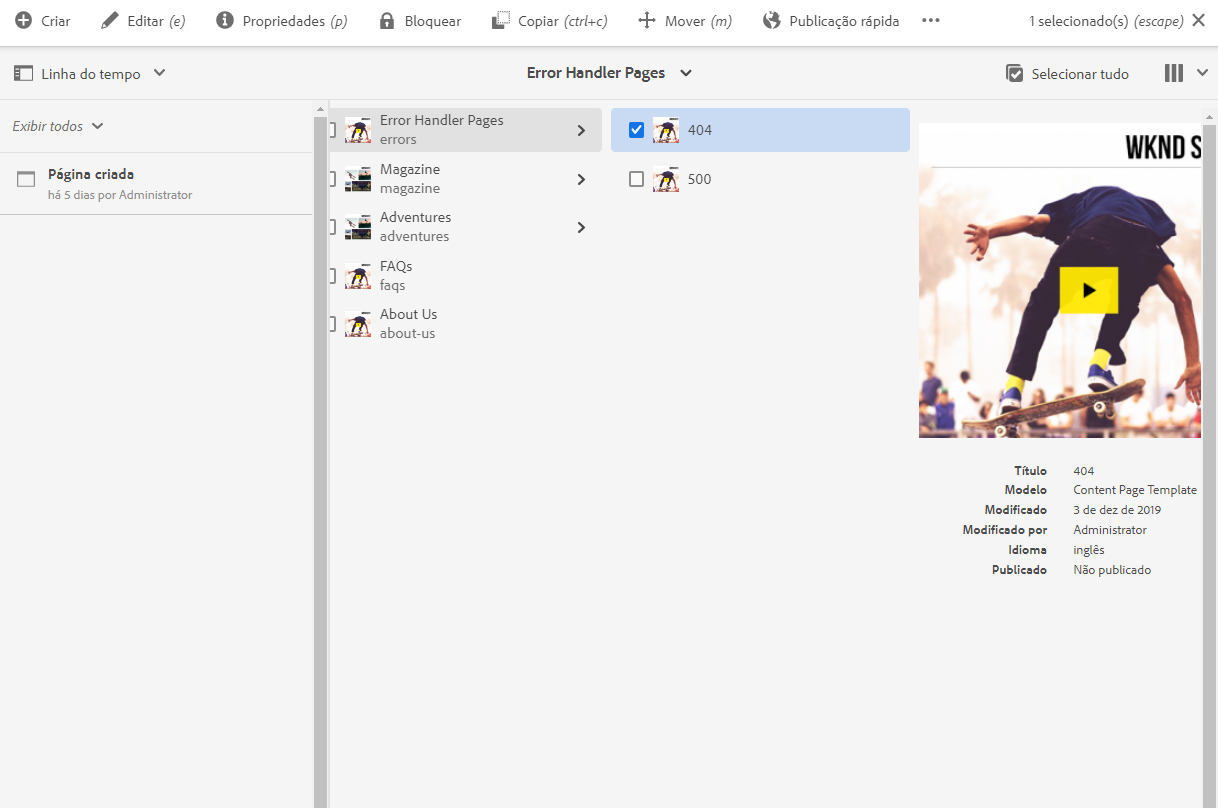 Criar Editar (e) Propriedades (p) Bloquear Copiar (ctrl+c) Mover (m) Publicação rápida 1 selecionado(s) (escape)
Linha do tempo Error Handler Pages Selecionar tudo
Exibir todos
Página criada
há 5 dias por Administrator
Error Handler Pages
errors
Magazine
magazine
Adventures
adventures
FAQs
faqs
About Us
about-us
404
500
WKND S
Título 404
Modelo Content Page Template
Modificado 3 de dez de 2019
Modificado por Administrator
Idioma inglês
Publicado Não publicado